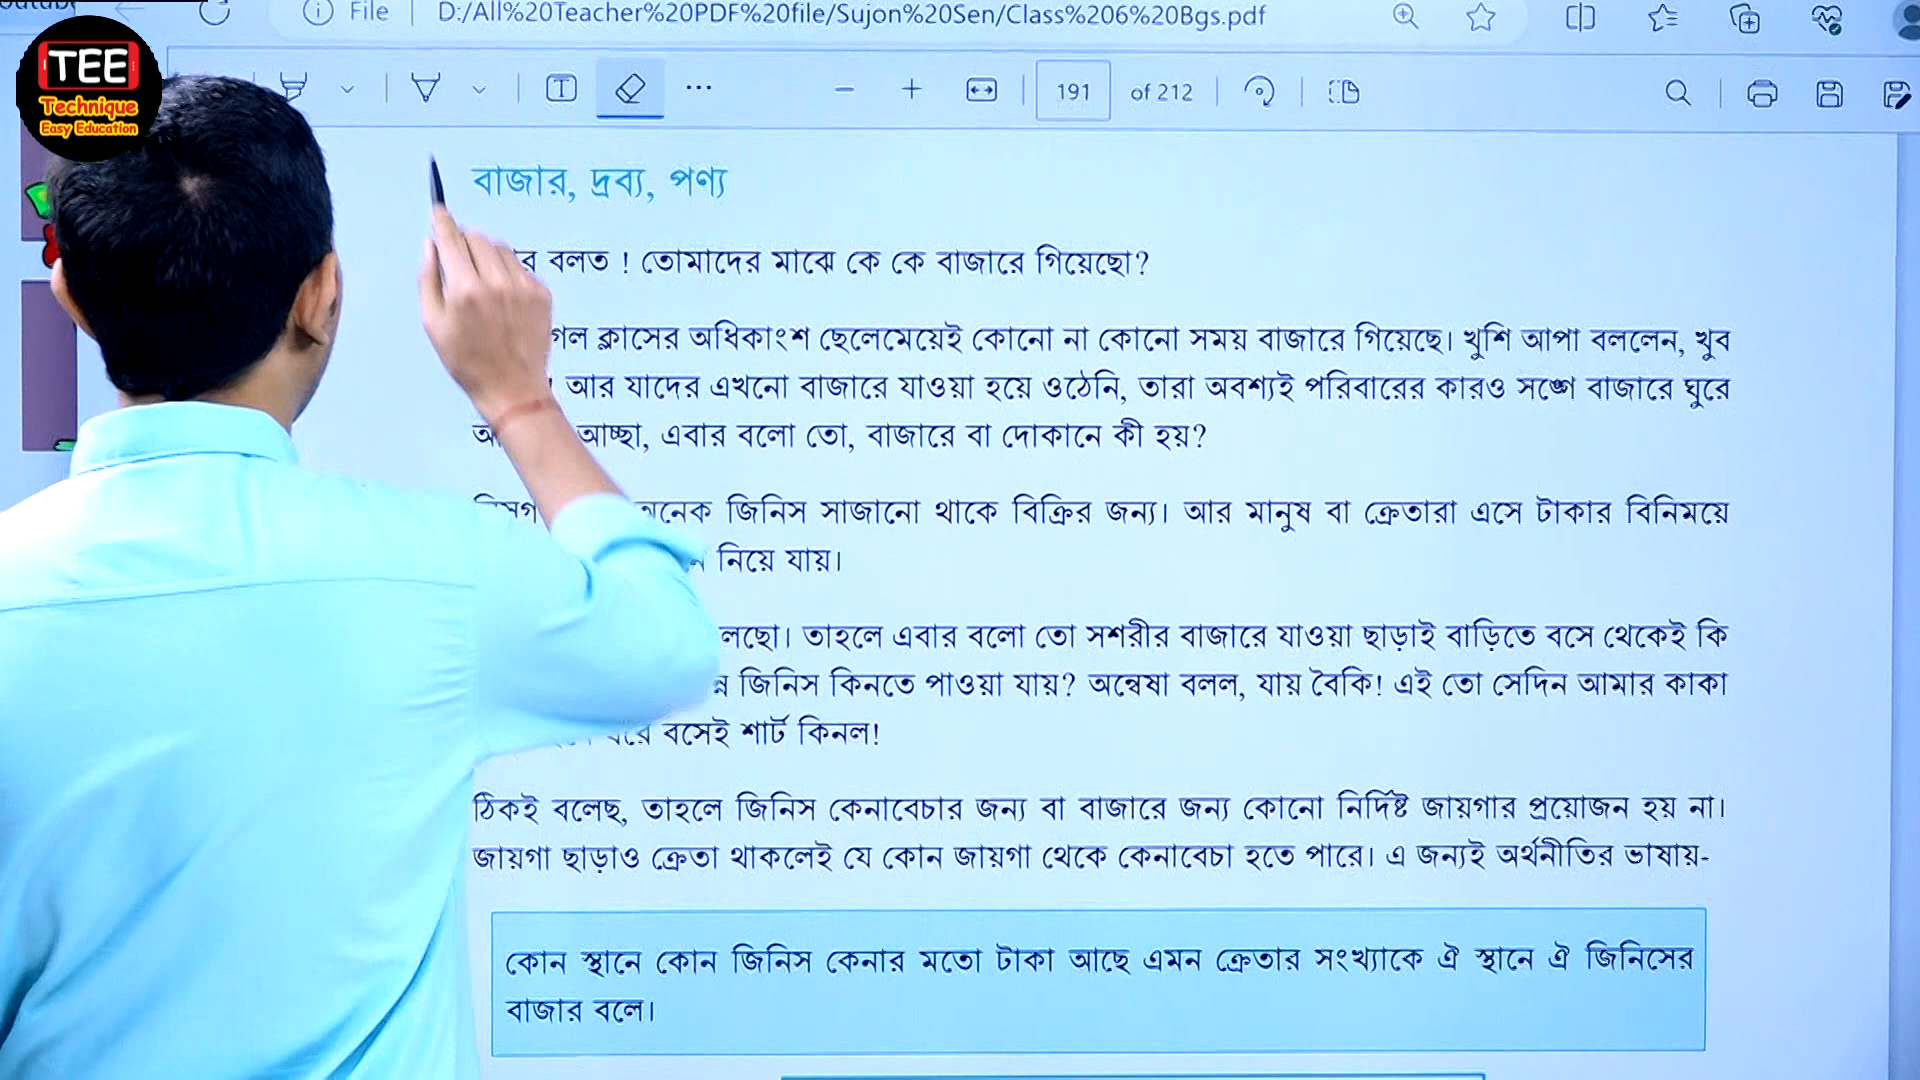 TEE
Technique
Easy Education
File
D:/All%20Teacher%20PDF%20file/Sujon%20Sen/Class%206%20Bgs.pdf
191 of 212
বাজার, দ্রব্য, পণ্য
বলত ! তোমাদের মাঝে কে কে বাজারে গিয়েছো?
ক্লাসের অধিকাংশ ছেলেমেয়েই কোনো না কোনো সময় বাজারে গিয়েছে। খুশি আপা বললেন, খুব
আর যাদের এখনো বাজারে যাওয়া হয়ে ওঠেনি, তারা অবশ্যই পরিবারের কারও সঙ্গে বাজারে ঘুরে
আচ্ছা, এবার বলো তো, বাজারে বা দোকানে কী হয়?
জিনিস সাজানো থাকে বিক্রির জন্য। আর মানুষ বা ক্রেতারা এসে টাকার বিনিময়ে
নিয়ে যায়।
তাহলে এবার বলো তো সশরীর বাজারে যাওয়া ছাড়াই বাড়িতে বসে থেকেই কি
জিনিস কিনতে পাওয়া যায়? অন্বেষা বলল, যায় বৈকি! এই তো সেদিন আমার কাকা
বসেই শার্ট কিনল!
ঠিকই বলেছ, তাহলে জিনিস কেনাবেচার জন্য বা বাজারে জন্য কোনো নির্দিষ্ট জায়গার প্রয়োজন হয় না।
জায়গা ছাড়াও ক্রেতা থাকলেই যে কোন জায়গা থেকে কেনাবেচা হতে পারে। এ জন্যই অর্থনীতির ভাষায়-
কোন স্থানে কোন জিনিস কেনার মতো টাকা আছে এমন ক্রেতার সংখ্যাকে ঐ স্থানে ঐ জিনিসের
বাজার বলে।